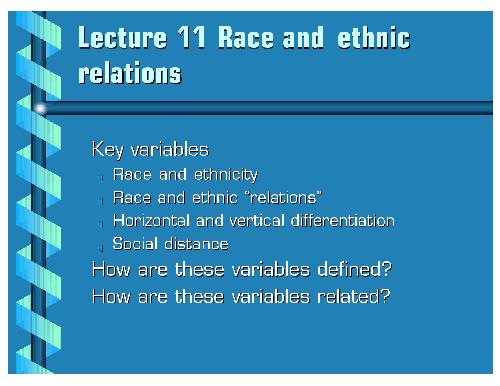 Lecture 11 Race and ethnic
relations
Key variables
Race and ethnicity
Race and ethnic "relations"
Horizontal and vertical differentiation
Social distance
How are these variables defined?
How are these variables related?